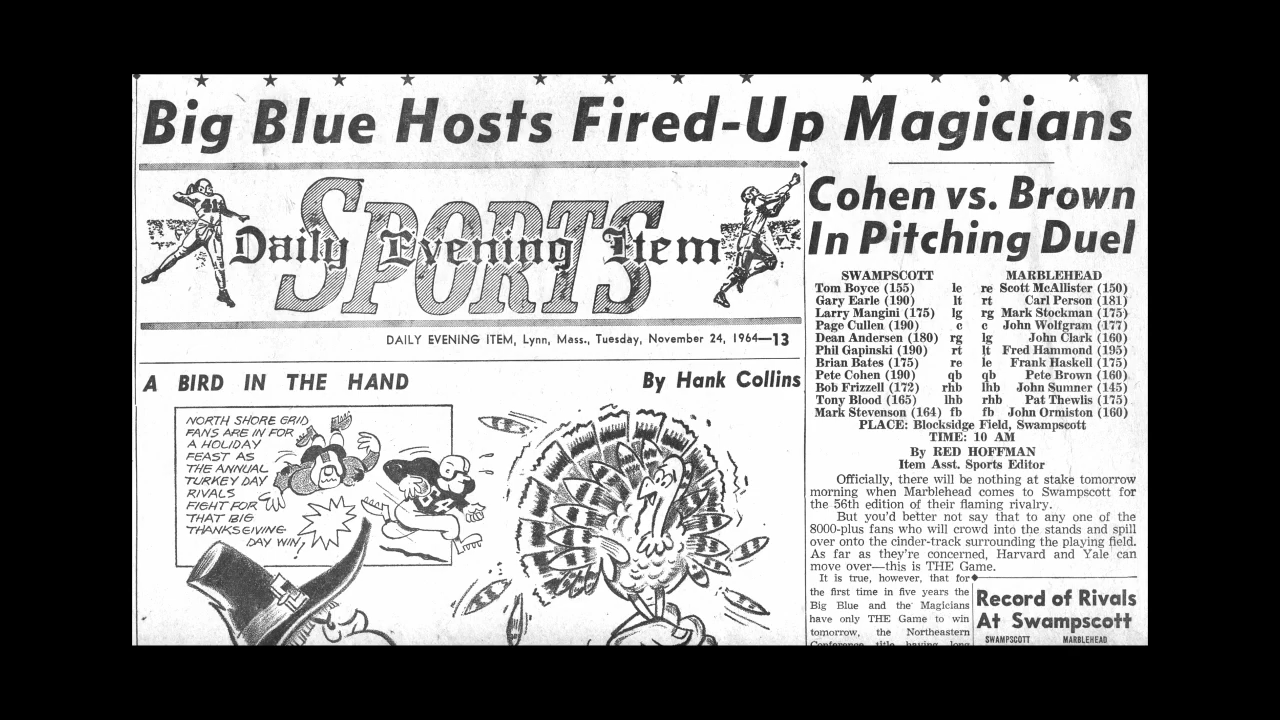 Big Blue Hosts Fired-Up Magicians
SPORTS
Daily Evening Item
41
DAILY EVENING ITEM, Lynn, Mass., Tuesday, November 24, 1964—13
A BIRD IN THE HAND
By Hank Collins
NORTH SHORE GRID
FANS ARE IN FOR
A HOLIDAY
FEAST AS
THE ANNUAL
TURKEY DAY
RIVALS
FIGHT FOR
THAT BIG
THANKSGIVING
DAY WIN!
Cohen vs. Brown
In Pitching Duel
SWAMPSCOTT MARBLEHEAD
Tom Boyce (155) le re Scott McAllister (150)
Gary Earle (190) lt rt Carl Person (181)
Larry Mangini (175) lg rg Mark Stockman (175)
Page Cullen (190) c c John Wolfgram (177)
Dean Andersen (180) rg lg John Clark (160)
Phil Gapinski (190) rt lt Fred Hammond (195)
Brian Bates (175) re le Frank Haskell (175)
Pete Cohen (190) qb qb Pete Brown (160)
Bob Frizzell (172) rhb lhb John Sumner (145)
Tony Blood (165) lhb rhb Pat Thewlis (175)
Mark Stevenson (164) fb fb John Ormiston (160)
PLACE: Blocksidge Field, Swampscott
TIME: 10 AM
By RED HOFFMAN
Item Asst. Sports Editor
Officially, there will be nothing at stake tomorrow
morning when Marblehead comes to Swampscott for
the 56th edition of their flaming rivalry.
But you'd better not say that to any one of the
8000-plus fans who will crowd into the stands and spill
over onto the cinder-track surrounding the playing field.
As far as they're concerned, Harvard and Yale can
move over—this is THE Game.
It is true, however, that for
the first time in five years the
Big Blue and the Magicians
have only THE Game to win
tomorrow, the Northeastern
Conference title having long
Record of Rivals
At Swampscott
SWAMPSCOTT MARBLEHEAD